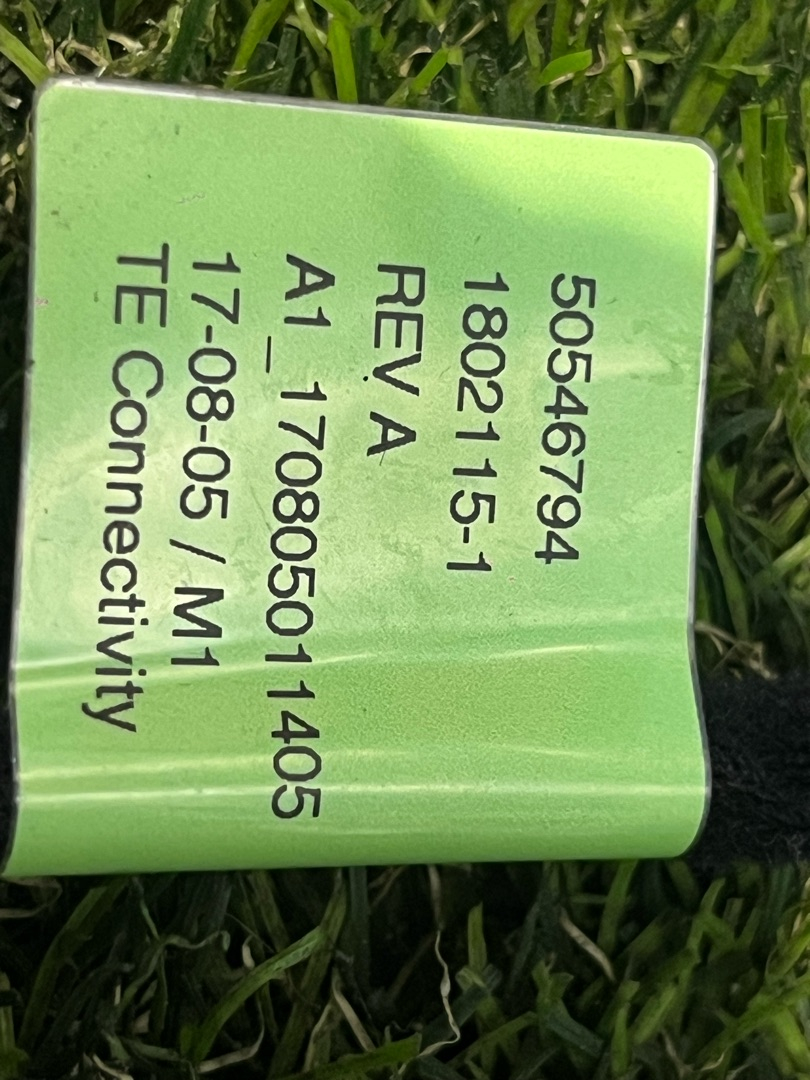 50546794
1802115-1
REV A
A1_170805011405
17-08-05 / M1
TE Connectivity